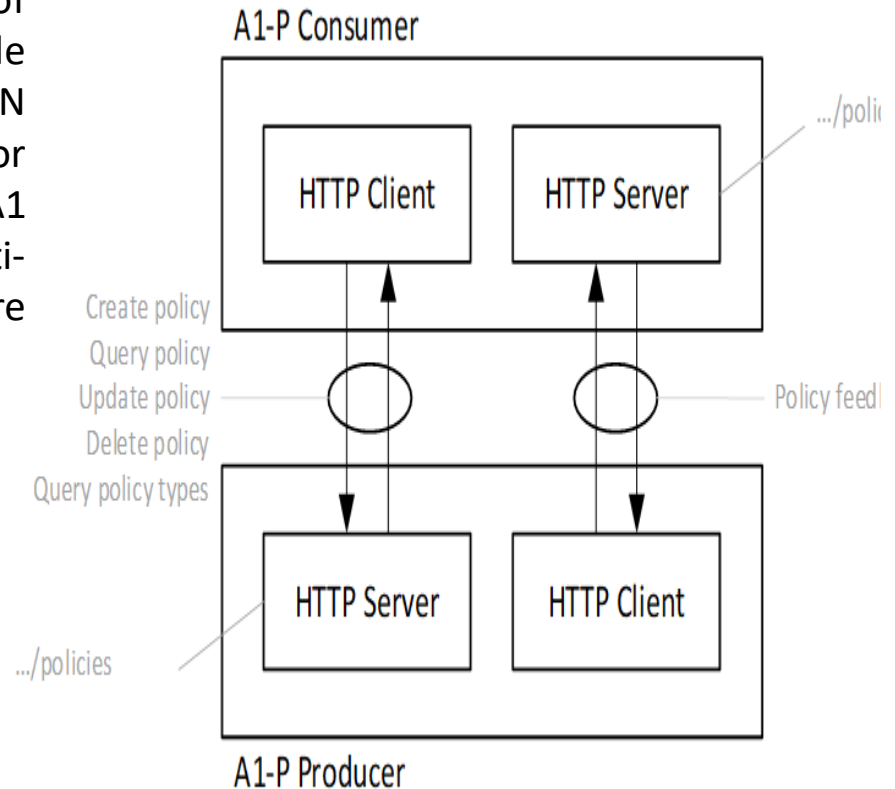 A1-P Consumer
HTTP Client
HTTP Server
Create policy
Query policy
Update policy
Delete policy
Query policy types
Policy
HTTP Server
HTTP Client
.../policies
A1-P Producer